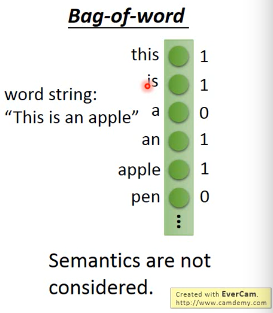 Bag-of-word
this 1
is 1
word string:
"This is an apple"
a 0
an 1
apple 1
pen 0
Semantics are not
considered.
Created with EverCam.
http://www.camdemy.com